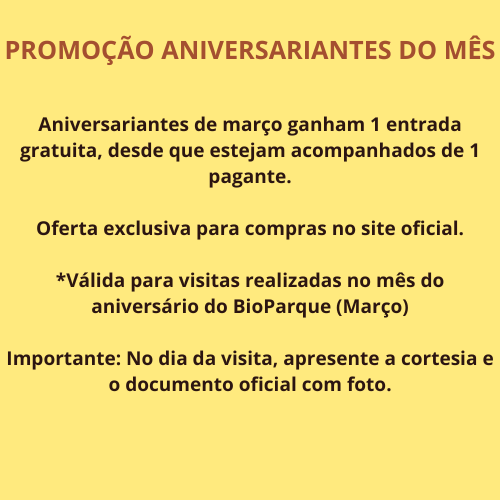 PROMOÇÃO ANIVERSARIANTES DO MÊS
Aniversariantes de março ganham 1 entrada
gratuita, desde que estejam acompanhados de 1
pagante.
Oferta exclusiva para compras no site oficial.
*Válida para visitas realizadas no mês do
aniversário do BioParque (Março)
Importante: No dia da visita, apresente a cortesia e
o documento oficial com foto.